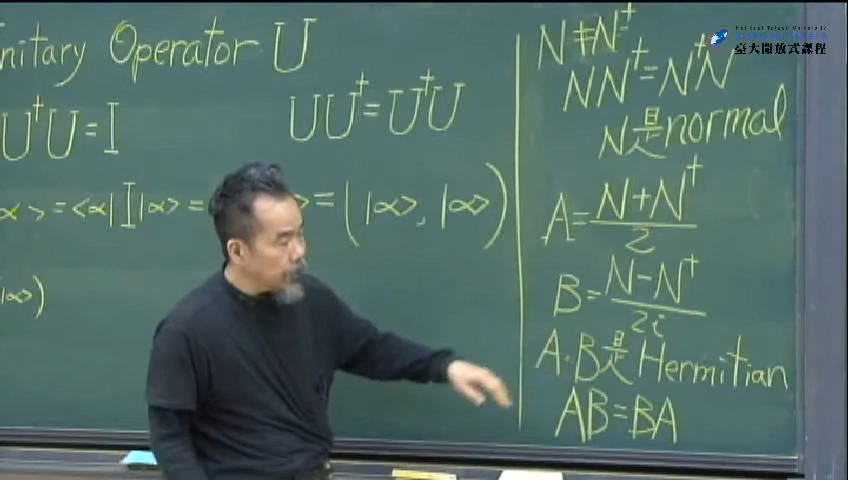 nitary Operator U
U†U=I
UU†=U†U
α>=<α|I|α>= >=(|α>, |α>)
|α>)
N≠N†
NN†=N†N
N是normal
A=N+N†/2
B=N-N†/2i
A.B是Hermitian
AB=BA
臺大開放式課程